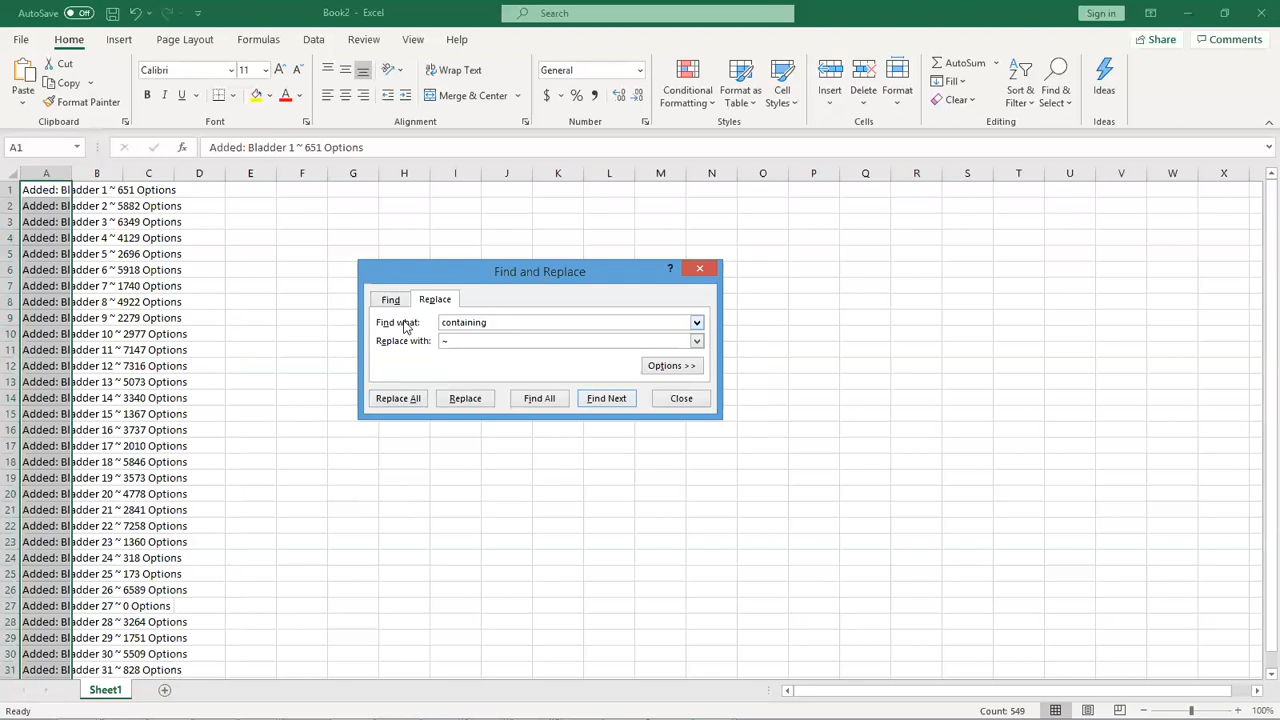 AutoSave Off Book2 - Excel Search Sign in
File Home Insert Page Layout Formulas Data Review View Help Share Comments
Paste Cut Copy Format Painter
Calibri 11
B I U
Wrap Text
Merge & Center
General
$ % 9
Conditional Formatting Format as Table Cell Styles
Insert Delete Format
AutoSum Fill Clear
Sort & Filter Find & Select
Ideas
Clipboard Font Alignment Number Styles Cells Editing Ideas
A1 fx Added: Bladder 1 ~ 651 Options
A B C D E F G H I J K L M N O P Q R S T U V W X
1 Added: Bladder 1 ~ 651 Options
2 Added: Bladder 2 ~ 5882 Options
3 Added: Bladder 3 ~ 6349 Options
4 Added: Bladder 4 ~ 4129 Options
5 Added: Bladder 5 ~ 2696 Options
6 Added: Bladder 6 ~ 5918 Options
7 Added: Bladder 7 ~ 1740 Options
8 Added: Bladder 8 ~ 4922 Options
9 Added: Bladder 9 ~ 2279 Options
10 Added: Bladder 10 ~ 2977 Options
11 Added: Bladder 11 ~ 7147 Options
12 Added: Bladder 12 ~ 7316 Options
13 Added: Bladder 13 ~ 5073 Options
14 Added: Bladder 14 ~ 3340 Options
15 Added: Bladder 15 ~ 1367 Options
16 Added: Bladder 16 ~ 3737 Options
17 Added: Bladder 17 ~ 2010 Options
18 Added: Bladder 18 ~ 5846 Options
19 Added: Bladder 19 ~ 3573 Options
20 Added: Bladder 20 ~ 4778 Options
21 Added: Bladder 21 ~ 2841 Options
22 Added: Bladder 22 ~ 7258 Options
23 Added: Bladder 23 ~ 1360 Options
24 Added: Bladder 24 ~ 318 Options
25 Added: Bladder 25 ~ 173 Options
26 Added: Bladder 26 ~ 6589 Options
27 Added: Bladder 27 ~ 0 Options
28 Added: Bladder 28 ~ 3264 Options
29 Added: Bladder 29 ~ 1751 Options
30 Added: Bladder 30 ~ 5509 Options
31 Added: Bladder 31 ~ 828 Options
Find and Replace ?
Find Replace
Find what: containing
Replace with: ~
Options >>
Replace All Replace Find All Find Next Close
Sheet1
Count: 549 100%